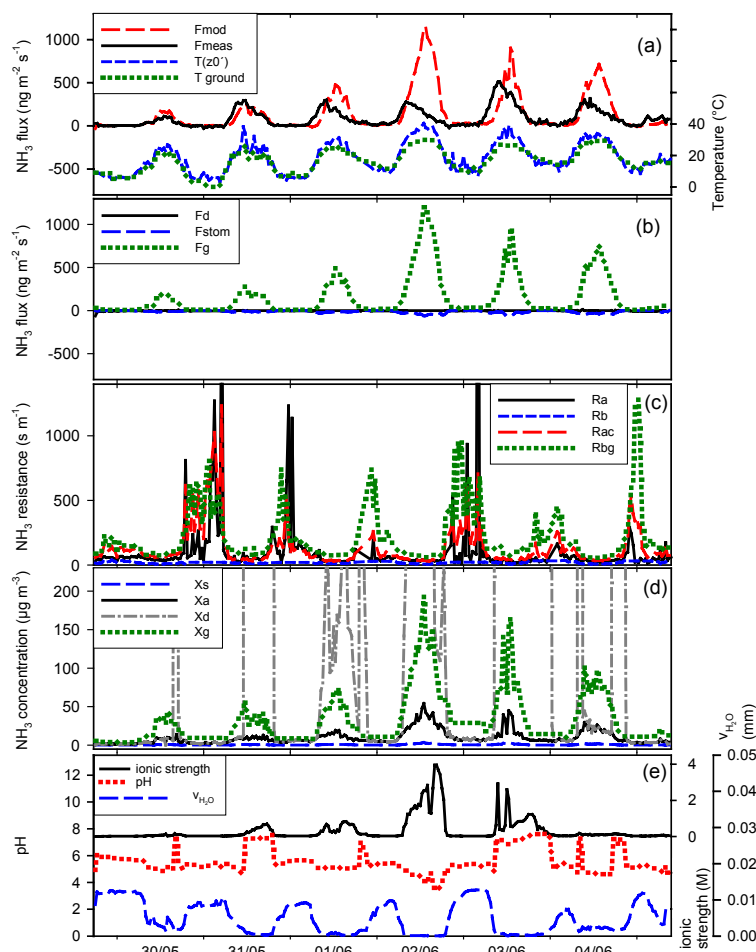 (a)
Fmod
Fmeas
T(z0´)
T ground
NH3 flux (ng m-2 s-1)
1000
500
0
-500
Temperature (°C)
40
20
0
(b)
Fd
Fstom
Fg
NH3 flux (ng m-2 s-1)
1000
500
0
-500
(c)
Ra
Rb
Rac
Rbg
NH3 resistance (s m-1)
1000
500
0
(d)
Xs
Xa
Xd
Xg
NH3 concentration (µg m-3)
200
150
100
50
0
(e)
ionic strength
pH
vH2O
pH
12
10
8
6
4
2
0
4
2
0
ionic
strength (M)
vH2O
(mm)
0.05
0.04
0.03
0.02
0.01
0.00
30/05 31/05 01/06 02/06 03/06 04/06